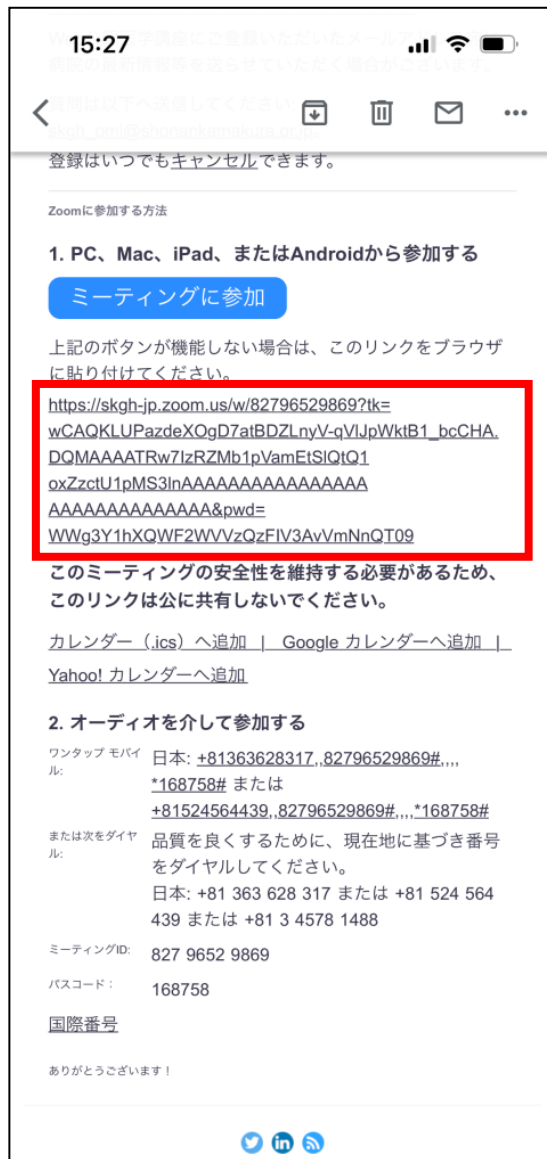 15:27
登録はいつでもキャンセルできます。
Zoomに参加する方法
1. PC、Mac、iPad、またはAndroidから参加する
ミーティングに参加
上記のボタンが機能しない場合は、このリンクをブラウザ
に貼り付けてください。
https://skgh-jp.zoom.us/w/82796529869?tk=
wCAQKLUPazdeXOgD7atBDZLnyV-qVlJpWktB1_bcCHA.
DQMAAAATRw7IzRZMb1pVamEtSlQtQ1
oxZzctU1pMS3lnAAAAAAAAAAAAAAAA
AAAAAAAAAAAAAA&pwd=
WWg3Y1hXQWF2WVVzQzFIV3AvVmNnQT09
このミーティングの安全性を維持する必要があるため、
このリンクは公に共有しないでください。
カレンダー（.ics）へ追加 | Google カレンダーへ追加 |
Yahoo! カレンダーへ追加
2. オーディオを介して参加する
ワンタップ モバイ
ル:
日本: +81363628317,,82796529869#,,,,
*168758# または
+81524564439,,82796529869#,,,,*168758#
または次をダイヤ
ル:
品質を良くするために、現在地に基づき番号
をダイヤルしてください。
日本: +81 363 628 317 または +81 524 564
439 または +81 3 4578 1488
ミーティングID:
827 9652 9869
パスコード：
168758
国際番号
ありがとうございます！